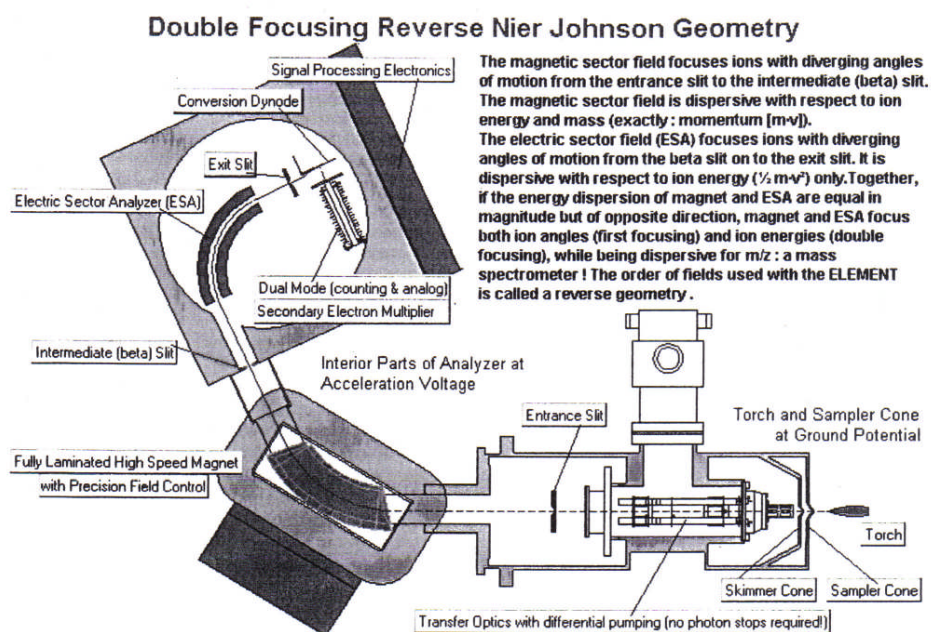 Double Focusing Reverse Nier Johnson Geometry
The magnetic sector field focuses ions with diverging angles
of motion from the entrance slit to the intermediate (beta) slit.
The magnetic sector field is dispersive with respect to ion
energy and mass (exactly : momentum [m·v]).
The electric sector field (ESA) focuses ions with diverging
angles of motion from the beta slit on to the exit slit. It is
dispersive with respect to ion energy (½ m·v²) only.Together,
if the energy dispersion of magnet and ESA are equal in
magnitude but of opposite direction, magnet and ESA focus
both ion angles (first focusing) and ion energies (double
focusing), while being dispersive for m/z : a mass
spectrometer ! The order of fields used with the ELEMENT
is called a reverse geometry .
Signal Processing Electronics
Conversion Dynode
Exit Slit
Electric Sector Analyzer (ESA)
Dual Mode (counting & analog)
Secondary Electron Multiplier
Intermediate (beta) Slit
Interior Parts of Analyzer at
Acceleration Voltage
Entrance Slit
Torch and Sampler Cone
at Ground Potential
Fully Laminated High Speed Magnet
with Precision Field Control
Torch
Skimmer Cone
Sampler Cone
Transfer Optics with differential pumping (no photon stops required!)